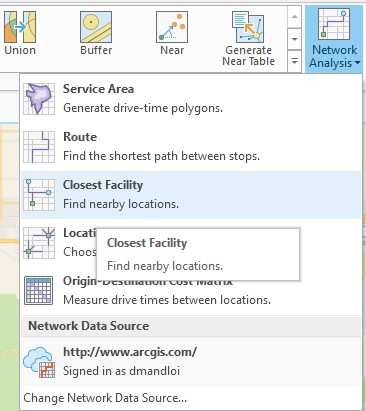 Union
Buffer
Near
Generate
Near Table
Network
Analysis
Service Area
Generate drive-time polygons.
Route
Find the shortest path between stops.
Closest Facility
Find nearby locations.
Locati
Choos
Closest Facility
Find nearby locations.
Origin-Destination Cost Matrix
Measure drive times between locations.
Network Data Source
http://www.arcgis.com/
Signed in as dmandloi
Change Network Data Source...